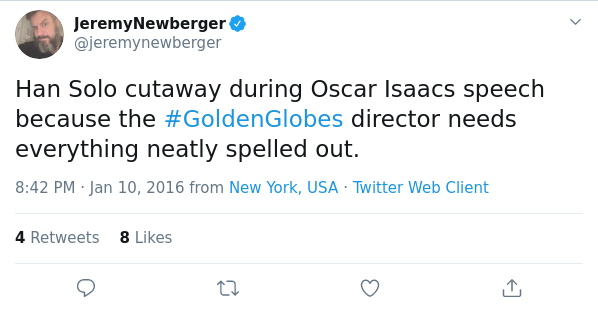 JeremyNewberger
@jeremynewberger
Han Solo cutaway during Oscar Isaacs speech
because the #GoldenGlobes director needs
everything neatly spelled out.
8:42 PM · Jan 10, 2016 from New York, USA · Twitter Web Client
4 Retweets 8 Likes